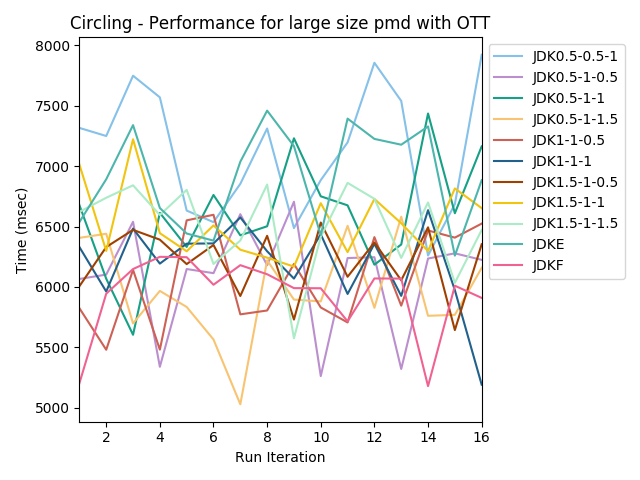 Circling - Performance for large size pmd with OTT
8000
7500
7000
6500
6000
5500
5000
Time (msec)
2
4
6
8
10
12
14
16
Run Iteration
JDK0.5-0.5-1
JDK0.5-1-0.5
JDK0.5-1-1
JDK0.5-1-1.5
JDK1-1-0.5
JDK1-1-1
JDK1.5-1-0.5
JDK1.5-1-1
JDK1.5-1-1.5
JDKE
JDKF